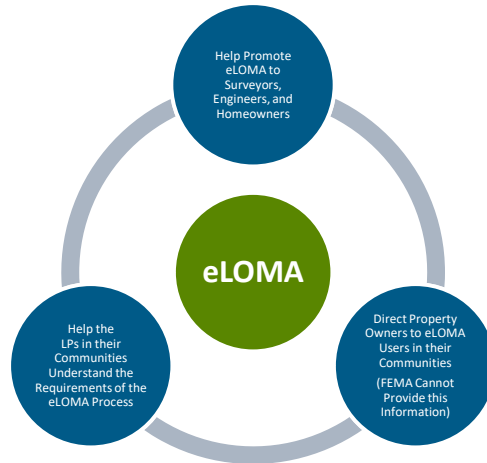 Help Promote
eLOMA to
Surveyors,
Engineers, and
Homeowners
eLOMA
Help the
LPs in their
Communities
Understand the
Requirements of the
eLOMA Process
Direct Property
Owners to eLOMA
Users in their
Communities
(FEMA Cannot
Provide this
Information)